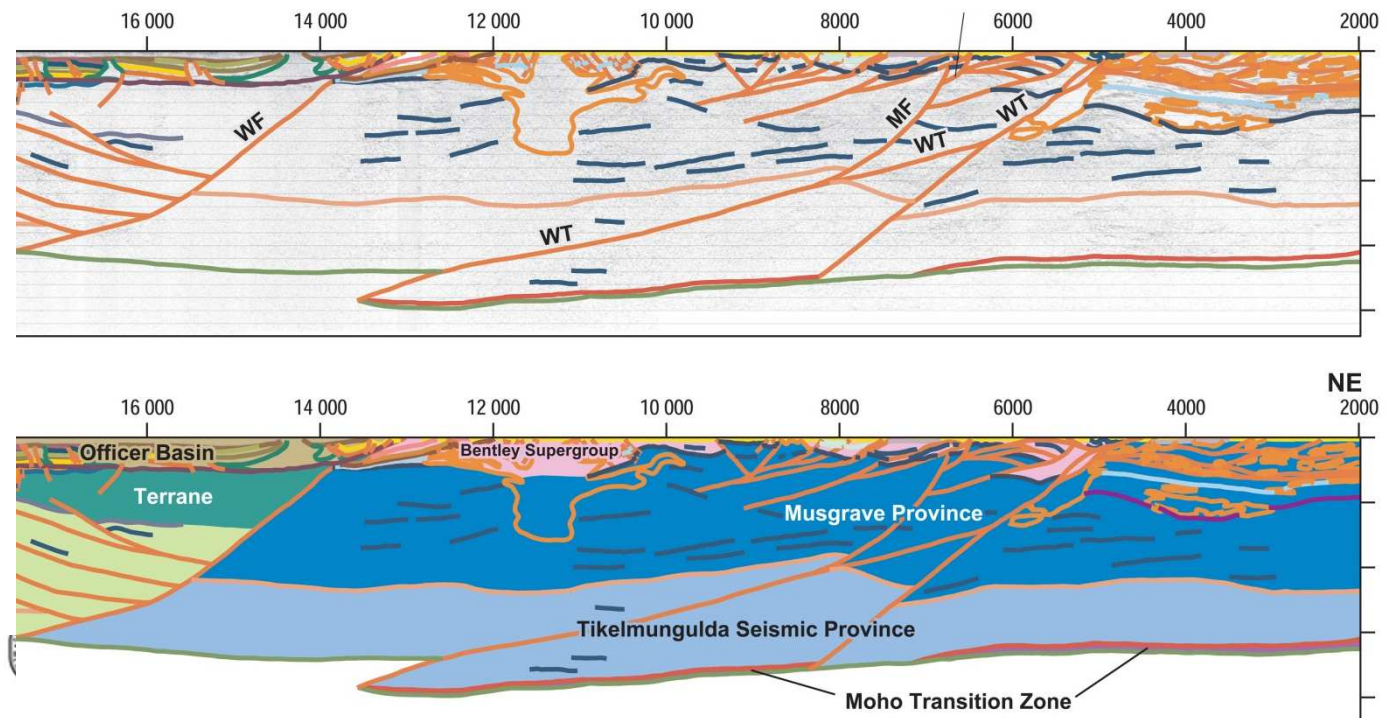 16 000 14 000 12 000 10 000 8000 6000 4000 2000
WF
MF
WT
WT
WT
NE
16 000 14 000 12 000 10 000 8000 6000 4000 2000
Officer Basin
Bentley Supergroup
Terrane
Musgrave Province
Tikelmungulda Seismic Province
Moho Transition Zone